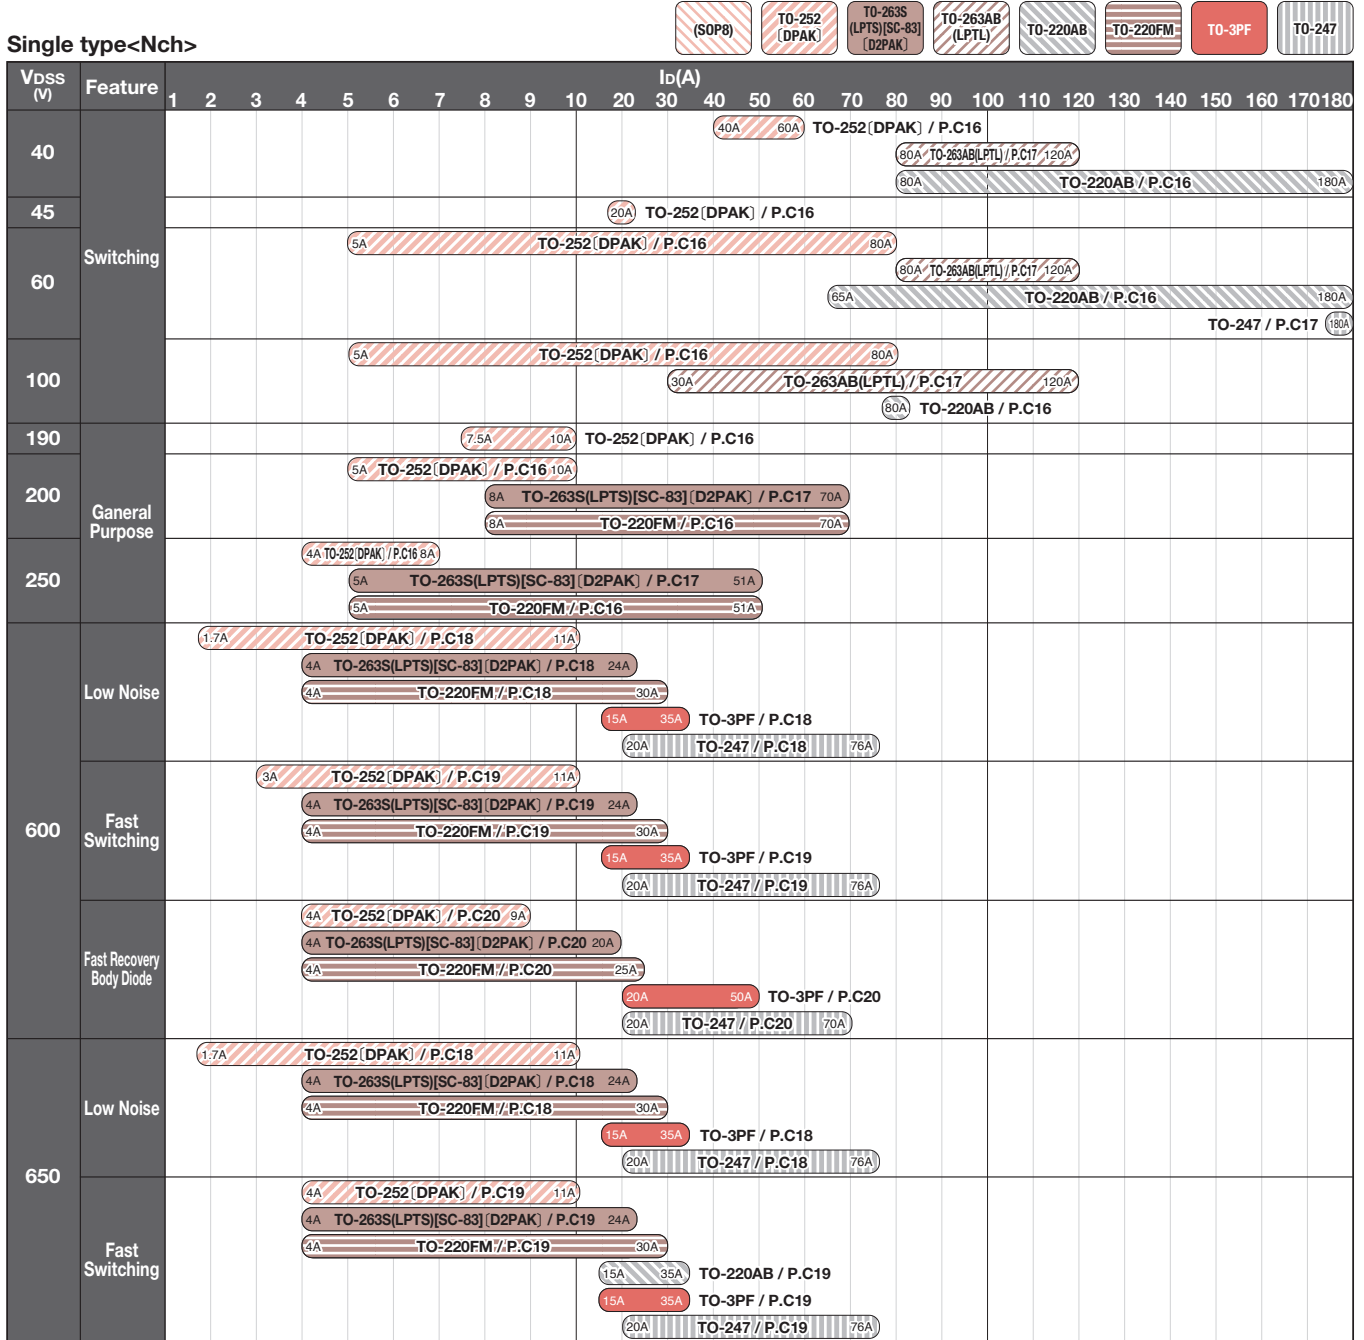 (SOP8)
TO-252
〔DPAK〕
TO-263S
(LPTS)[SC-83]
〔D2PAK〕
TO-263AB
(LPTL)
TO-220AB
TO-220FM
TO-3PF
TO-247
Single type<Nch>
VDSS
(V)
Feature
ID(A)
1 2 3 4 5 6 7 8 9 10 20 30 40 50 60 70 80 90 100 110 120 130 140 150 160 170 180
40
Switching
40A 60A TO-252〔DPAK〕 / P.C16
80A TO-263AB(LPTL) / P.C17 120A
80A TO-220AB / P.C16 180A
45
20A TO-252〔DPAK〕 / P.C16
60
5A TO-252〔DPAK〕 / P.C16 80A
80A TO-263AB(LPTL) / P.C17 120A
65A TO-220AB / P.C16 180A
TO-247 / P.C17 180A
100
5A TO-252〔DPAK〕 / P.C16 80A
30A TO-263AB(LPTL) / P.C17 120A
80A TO-220AB / P.C16
190
Ganeral
Purpose
7.5A 10A TO-252〔DPAK〕 / P.C16
200
5A TO-252〔DPAK〕 / P.C16 10A
8A TO-263S(LPTS)[SC-83]〔D2PAK〕 / P.C17 70A
8A TO-220FM / P.C16 70A
250
4A TO-252〔DPAK〕 / P.C16 8A
5A TO-263S(LPTS)[SC-83]〔D2PAK〕 / P.C17 51A
5A TO-220FM / P.C16 51A
600
Low Noise
1.7A TO-252〔DPAK〕 / P.C18 11A
4A TO-263S(LPTS)[SC-83]〔D2PAK〕 / P.C18 24A
4A TO-220FM / P.C18 30A
15A 35A TO-3PF / P.C18
20A TO-247 / P.C18 76A
Fast
Switching
3A TO-252〔DPAK〕 / P.C19 11A
4A TO-263S(LPTS)[SC-83]〔D2PAK〕 / P.C19 24A
4A TO-220FM / P.C19 30A
15A 35A TO-3PF / P.C19
20A TO-247 / P.C19 76A
Fast Recovery
Body Diode
4A TO-252〔DPAK〕 / P.C20 9A
4A TO-263S(LPTS)[SC-83]〔D2PAK〕 / P.C20 20A
4A TO-220FM / P.C20 25A
20A 50A TO-3PF / P.C20
20A TO-247 / P.C20 70A
650
Low Noise
1.7A TO-252〔DPAK〕 / P.C18 11A
4A TO-263S(LPTS)[SC-83]〔D2PAK〕 / P.C18 24A
4A TO-220FM / P.C18 30A
15A 35A TO-3PF / P.C18
20A TO-247 / P.C18 76A
Fast
Switching
4A TO-252〔DPAK〕 / P.C19 11A
4A TO-263S(LPTS)[SC-83]〔D2PAK〕 / P.C19 24A
4A TO-220FM / P.C19 30A
15A 35A TO-220AB / P.C19
15A 35A TO-3PF / P.C19
20A TO-247 / P.C19 76A